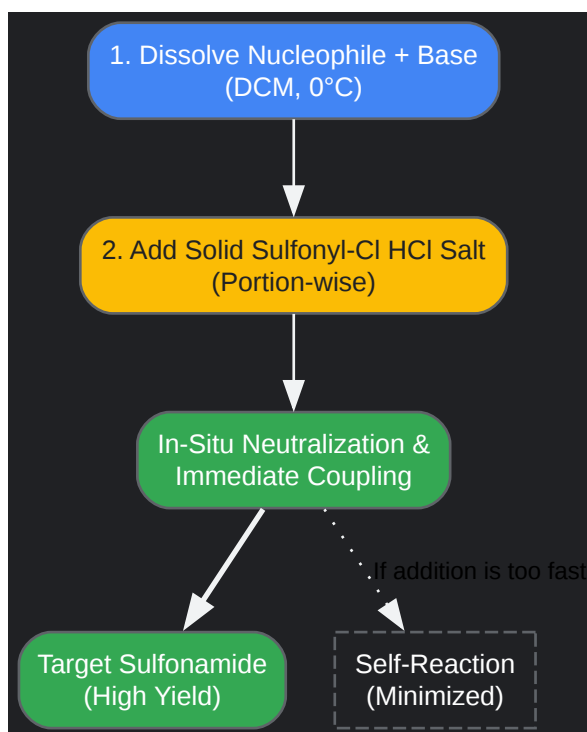 1. Dissolve Nucleophile + Base
(DCM, 0°C)
2. Add Solid Sulfonyl-Cl HCl Salt
(Portion-wise)
In-Situ Neutralization &
Immediate Coupling
If addition is too fast
Target Sulfonamide
(High Yield)
Self-Reaction
(Minimized)